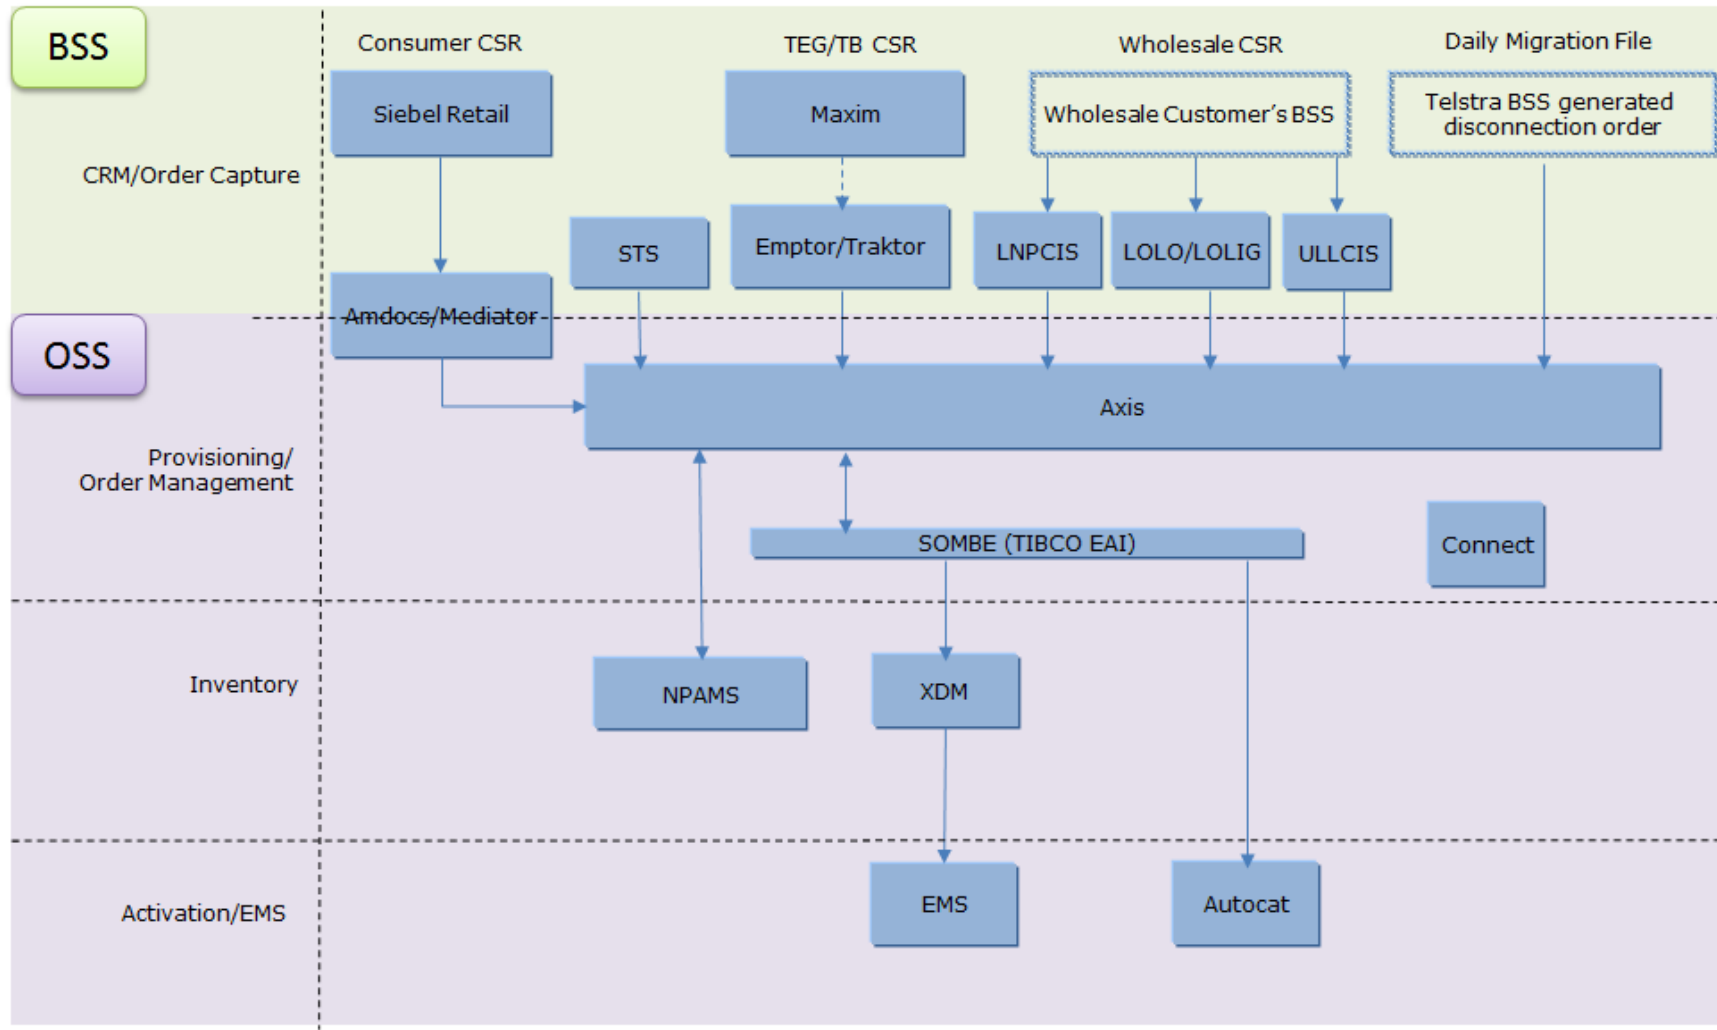 BSS
Consumer CSR
TEG/TB CSR
Wholesale CSR
Daily Migration File
Siebel Retail
Maxim
Wholesale Customer's BSS
Telstra BSS generated
disconnection order
CRM/Order Capture
STS
Emptor/Traktor
LNPCIS
LOLO/LOLIG
ULLCIS
Amdocs/Mediator
OSS
Axis
Provisioning/
Order Management
SOMBE (TIBCO EAI)
Connect
Inventory
NPAMS
XDM
Activation/EMS
EMS
Autocat